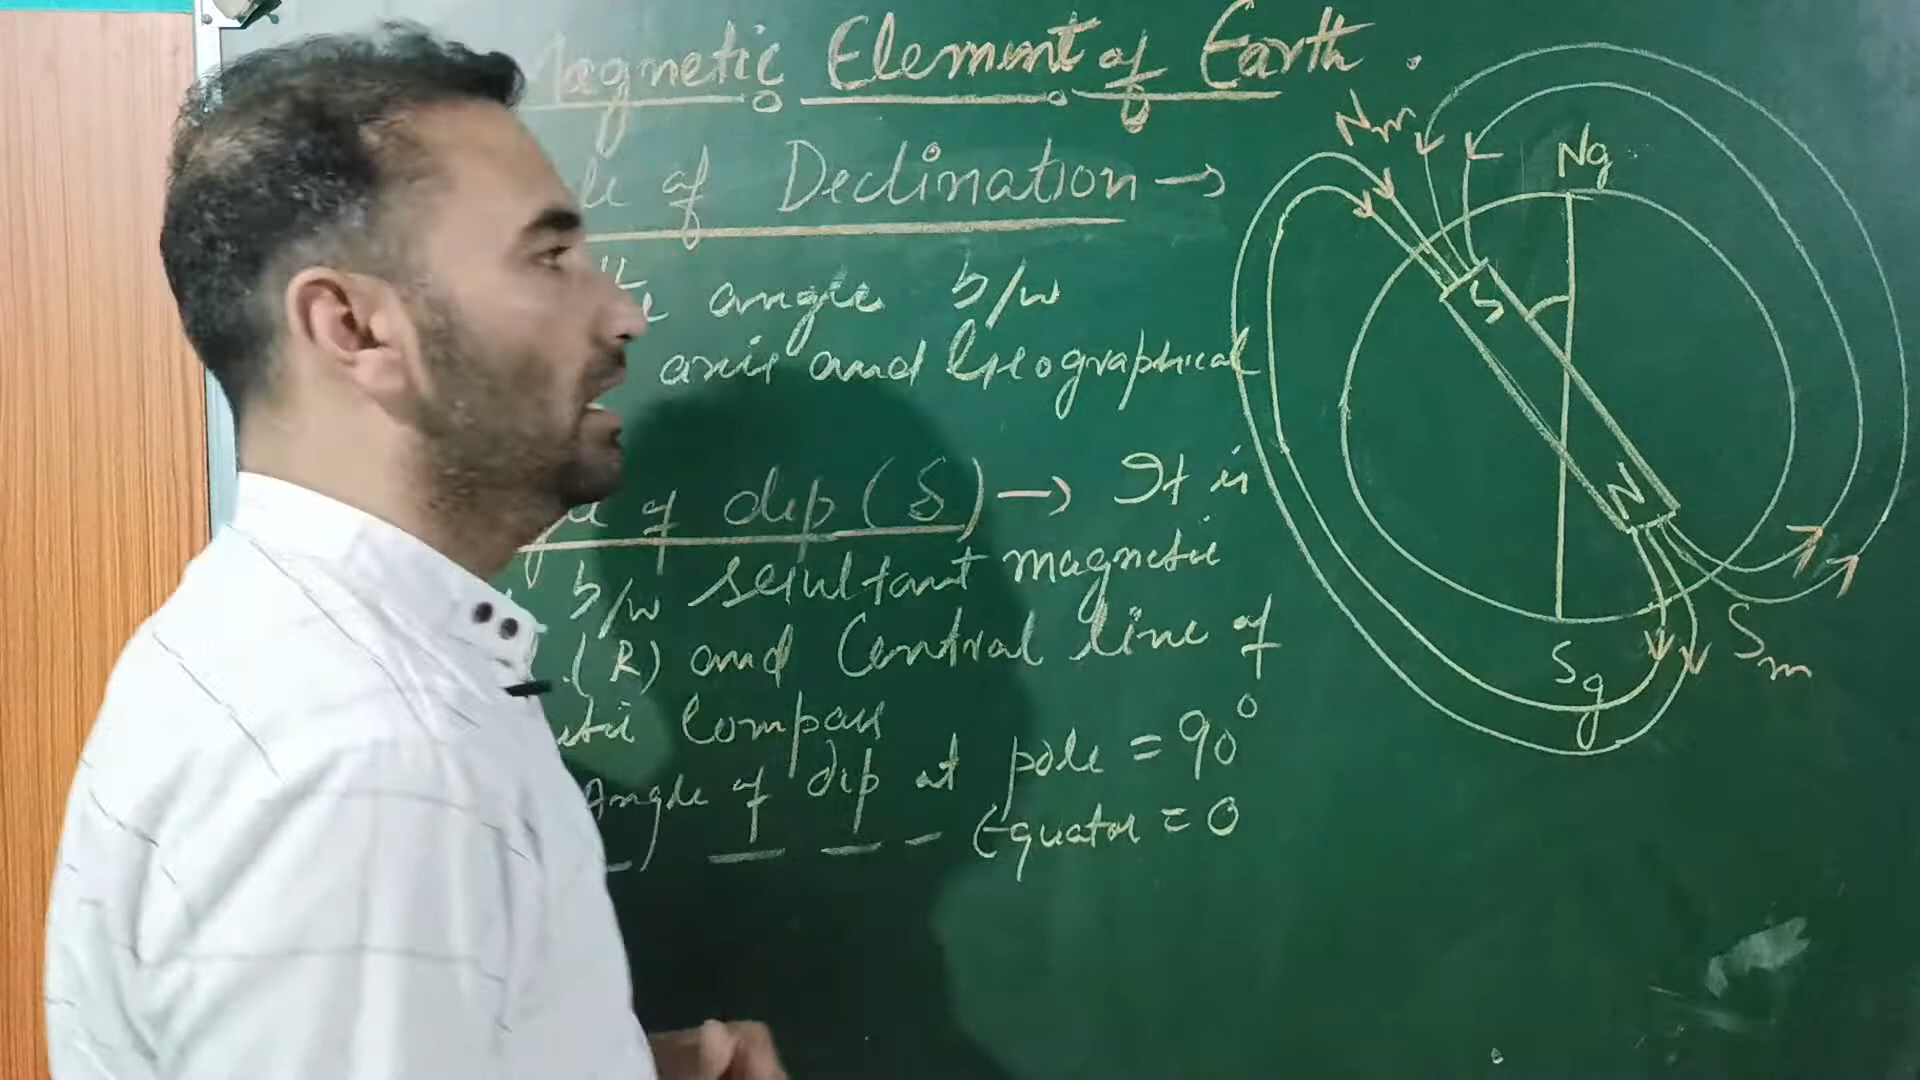 Magnetic Element of Earth.
of Declination →
angle b/w
axis and Geographical
of dip (δ) → It is
b/w resultant magnetic
(R) and Central line of
Compass
Angle of dip at pole = 90°
Equator = 0
Nm
Ng
S
N
Sg
Sm